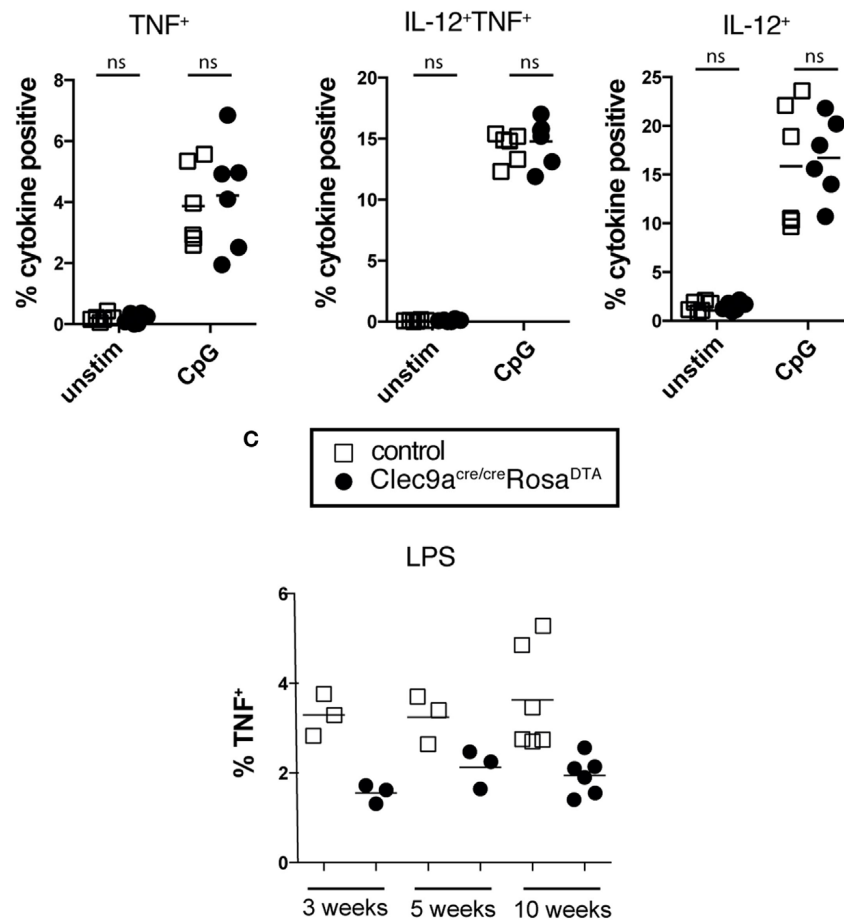 TNF⁺
IL-12⁺TNF⁺
IL-12⁺
ns ns
ns ns
ns ns
% cytokine positive
8
6
4
2
0
unstim
CpG
% cytokine positive
20
15
10
5
0
unstim
CpG
% cytokine positive
25
20
15
10
5
0
unstim
CpG
c
control
Clec9a^cre/cre Rosa^DTA
LPS
% TNF⁺
6
4
2
0
3 weeks 5 weeks 10 weeks